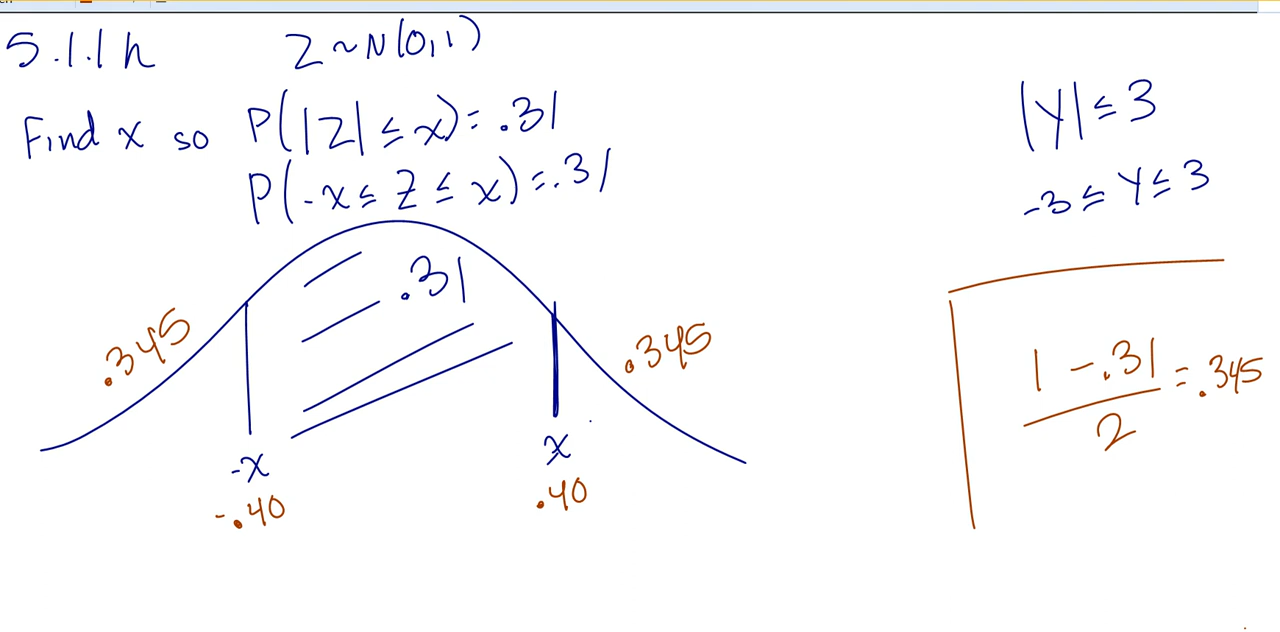 5.1.1h Z~N(0,1)
Find x so P(|Z| ≤ x) = .31
P(-x ≤ Z ≤ x) = .31
|Y| ≤ 3
-3 ≤ Y ≤ 3
.345 .31 .345
-x x
-.40 .40
1 - .31
= .345
2